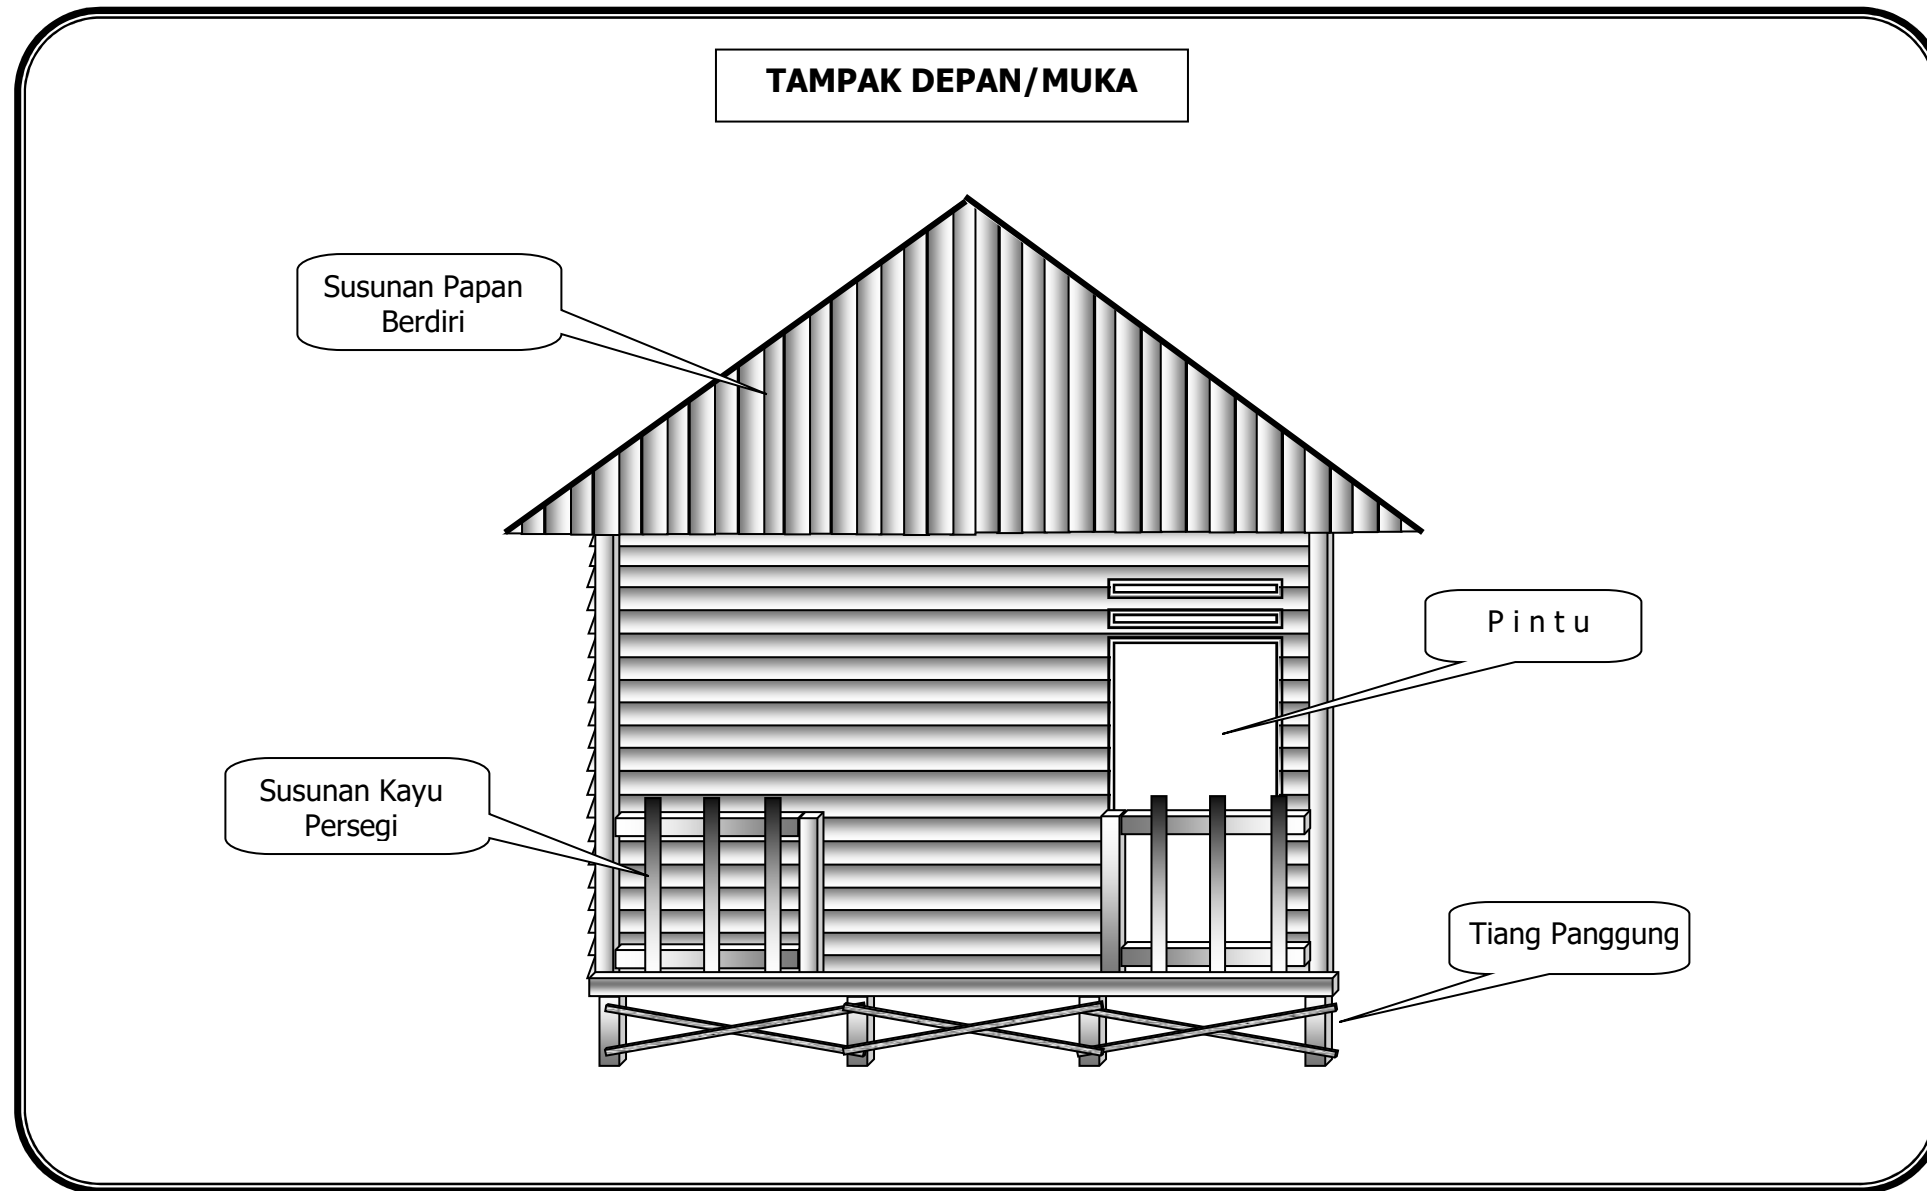 TAMPAK DEPAN/MUKA
Susunan Papan
Berdiri
P i n t u
Susunan Kayu
Persegi
Tiang Panggung